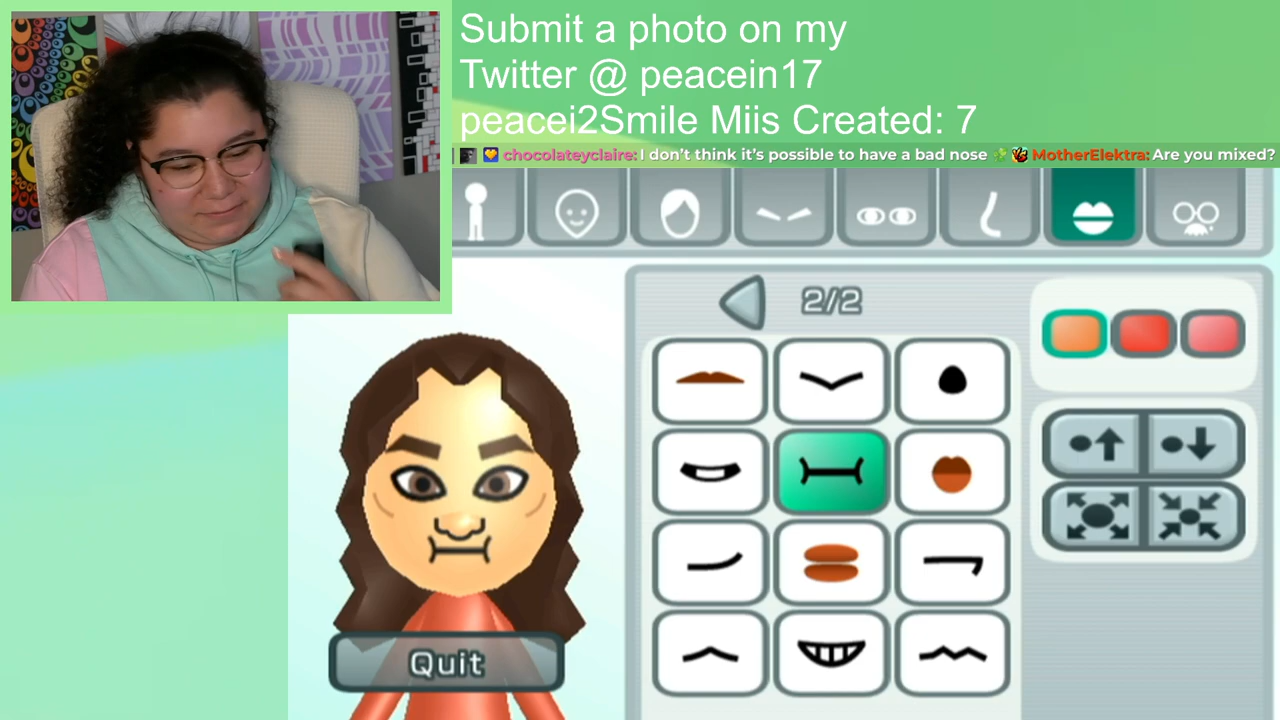 Submit a photo on my
Twitter @ peacein17
peacei2Smile Miis Created: 7
chocolateyclaire: I don't think it's possible to have a bad nose MotherElektra: Are you mixed?
2/2
Quit